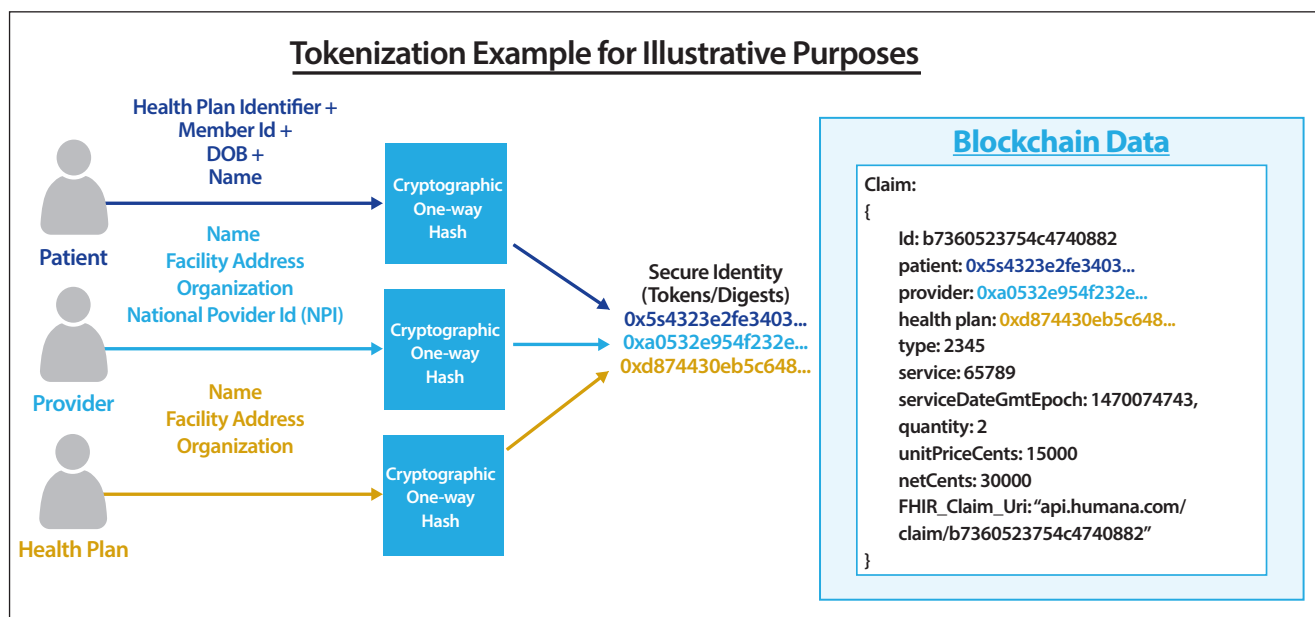 Tokenization Example for Illustrative Purposes
Health Plan Identifier +
Member Id +
DOB +
Name
Patient
Cryptographic
One-way
Hash
Name
Facility Address
Organization
National Povider Id (NPI)
Provider
Cryptographic
One-way
Hash
Name
Facility Address
Organization
Health Plan
Cryptographic
One-way
Hash
Secure Identity
(Tokens/Digests)
0x5s4323e2fe3403...
0xa0532e954f232e...
0xd874430eb5c648...
Blockchain Data
Claim:
{
Id: b7360523754c4740882
patient: 0x5s4323e2fe3403...
provider: 0xa0532e954f232e...
health plan: 0xd874430eb5c648...
type: 2345
service: 65789
serviceDateGmtEpoch: 1470074743,
quantity: 2
unitPriceCents: 15000
netCents: 30000
FHIR_Claim_Uri: “api.humana.com/
claim/b7360523754c4740882”
}